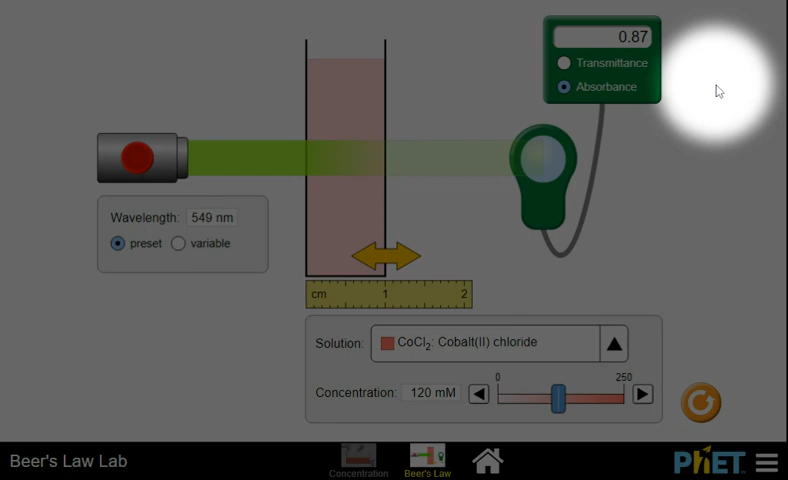 0.87
Transmittance
Absorbance
Wavelength: 549 nm
preset variable
cm 1 2
Solution: CoCl₂: Cobalt(II) chloride
0 250
Concentration: 120 mM
Beer's Law Lab
Concentration
Beer's Law
PhET